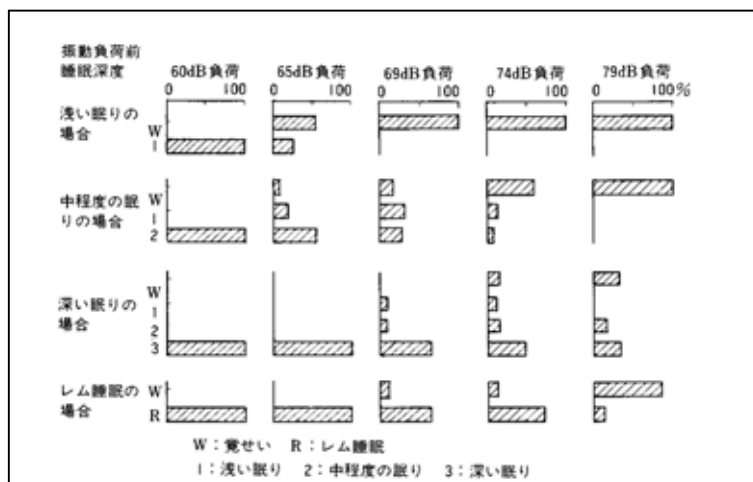 振動負荷前
睡眠深度
60dB負荷 65dB負荷 69dB負荷 74dB負荷 79dB負荷
0 100 0 100 0 100 0 100 0 100%
浅い眠りの
場合
W
1
中程度の眠
りの場合
W
1
2
深い眠りの
場合
W
1
2
3
レム睡眠の
場合
W
R
W:覚せい R:レム睡眠
1:浅い眠り 2:中程度の眠り 3:深い眠り